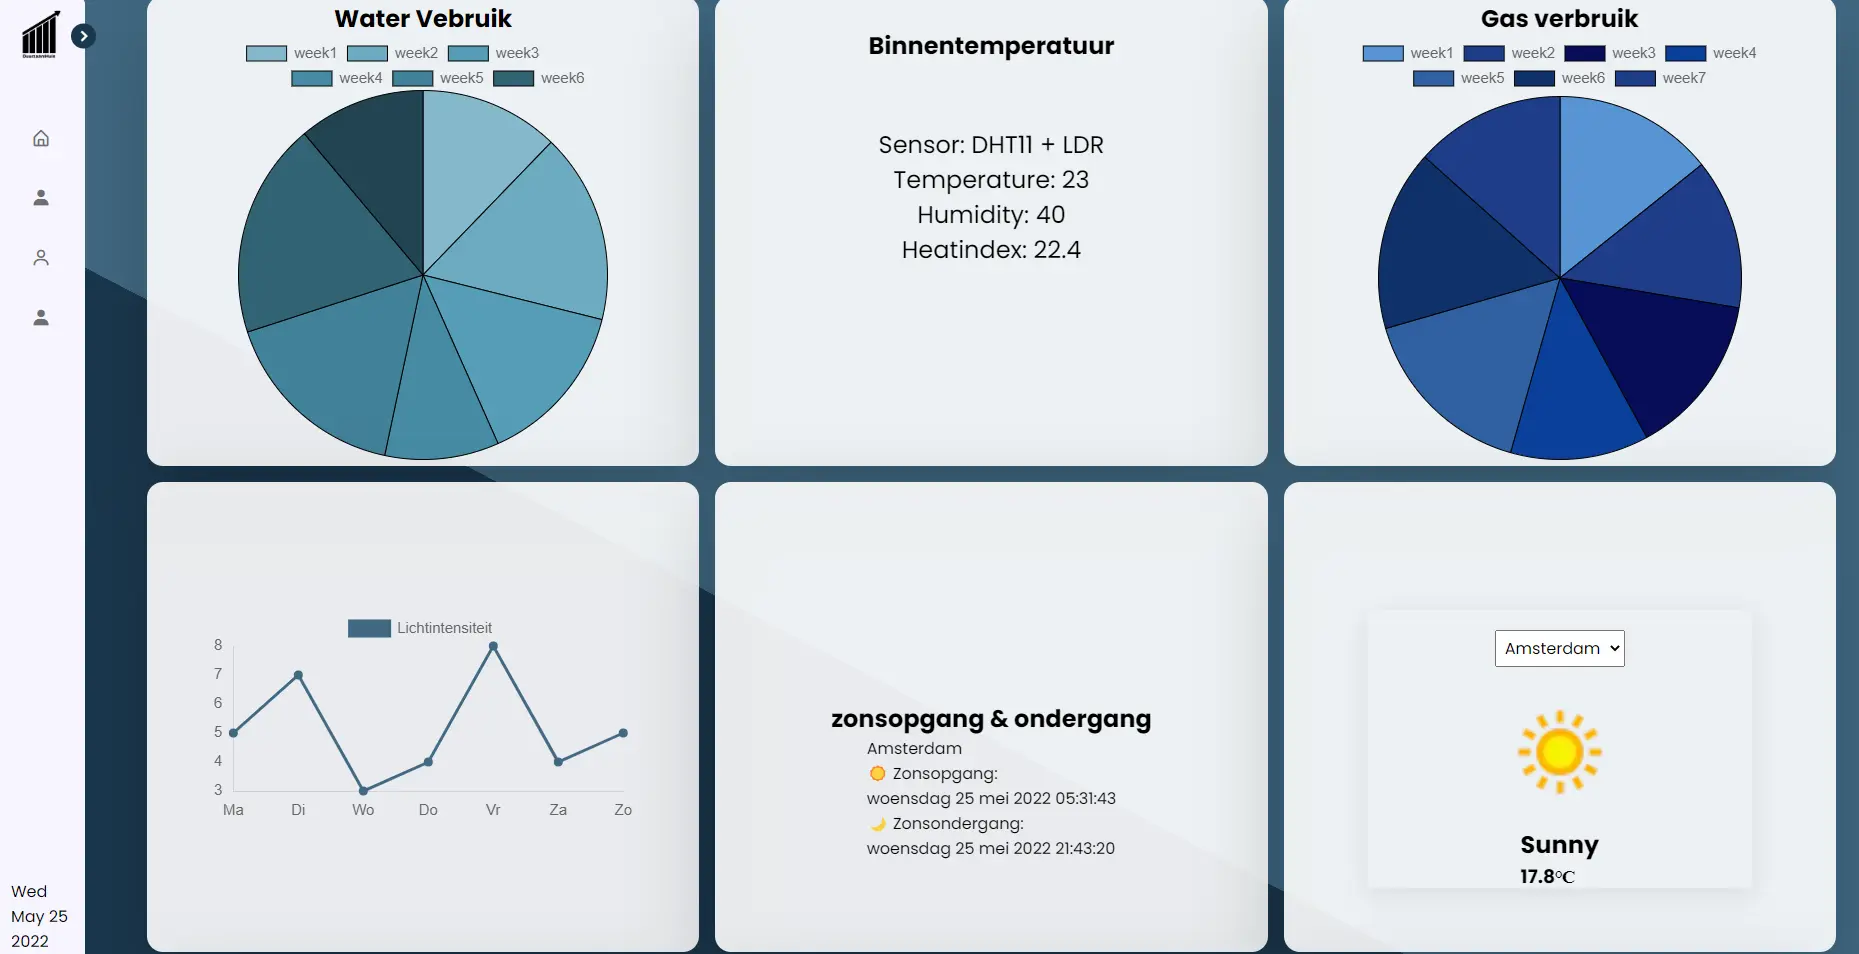 Water Vebruik
week1 week2 week3
week4 week5 week6
Binnentemperatuur
Sensor: DHT11 + LDR
Temperature: 23
Humidity: 40
Heatindex: 22.4
Gas verbruik
week1 week2 week3 week4
week5 week6 week7
Lichtintensiteit
8
7
6
5
4
3
Ma Di Wo Do Vr Za Zo
zonsopgang & ondergang
Amsterdam
Zonsopgang:
woensdag 25 mei 2022 05:31:43
Zonsondergang:
woensdag 25 mei 2022 21:43:20
Amsterdam
Sunny
17.8°C
Wed
May 25
2022